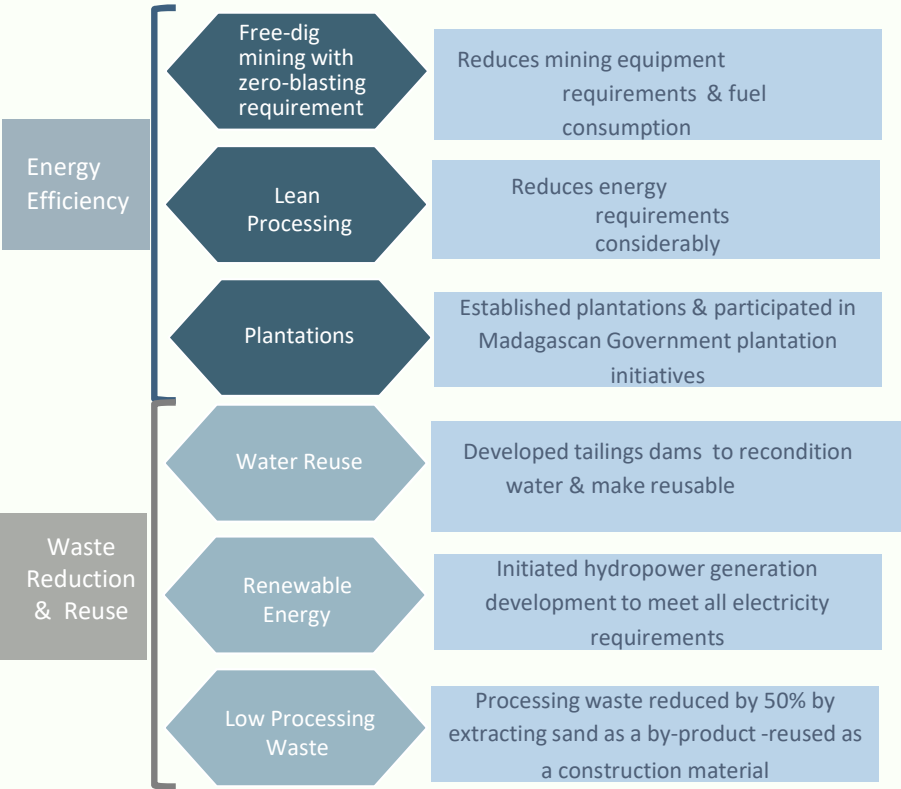 Energy
Efficiency
Free-dig
mining with
zero-blasting
requirement
Reduces mining equipment
requirements & fuel
consumption
Lean
Processing
Reduces energy
requirements
considerably
Plantations
Established plantations & participated in
Madagascan Government plantation
initiatives
Waste
Reduction
& Reuse
Water Reuse
Developed tailings dams to recondition
water & make reusable
Renewable
Energy
Initiated hydropower generation
development to meet all electricity
requirements
Low Processing
Waste
Processing waste reduced by 50% by
extracting sand as a by-product -reused as
a construction material